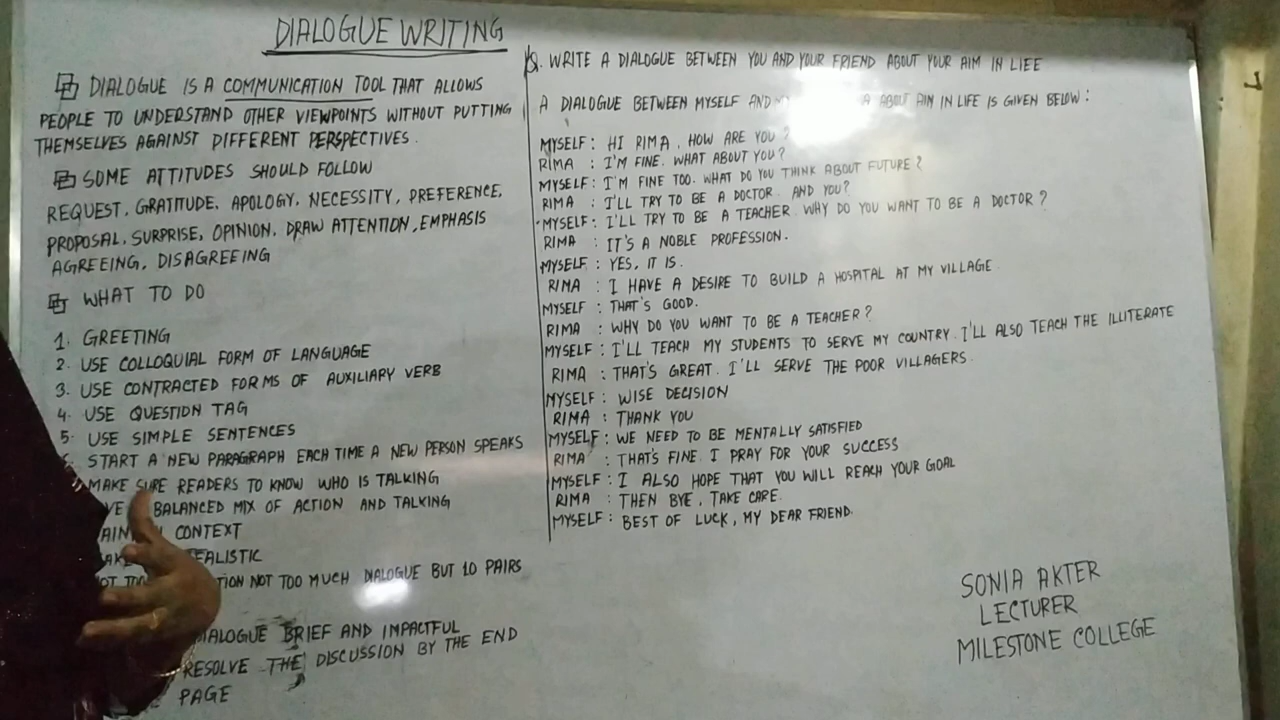 DIALOGUE WRITING
DIALOGUE IS A COMMUNICATION TOOL THAT ALLOWS
PEOPLE TO UNDERSTAND OTHER VIEWPOINTS WITHOUT PUTTING
THEMSELVES AGAINST DIFFERENT PERSPECTIVES.
SOME ATTITUDES SHOULD FOLLOW
REQUEST, GRATITUDE, APOLOGY, NECESSITY, PREFERENCE,
PROPOSAL, SURPRISE, OPINION, DRAW ATTENTION, EMPHASIS
AGREEING, DISAGREEING
WHAT TO DO
1. GREETING
2. USE COLLOQUIAL FORM OF LANGUAGE
3. USE CONTRACTED FORMS OF AUXILIARY VERB
4. USE QUESTION TAG
5. USE SIMPLE SENTENCES
START A NEW PARAGRAPH EACH TIME A NEW PERSON SPEAKS
MAKE SURE READERS TO KNOW WHO IS TALKING
BALANCED MIX OF ACTION AND TALKING
CONTEXT
NOT TOO MUCH DIALOGUE BUT 10 PAIRS
DIALOGUE BRIEF AND IMPACTFUL
RESOLVE THE DISCUSSION BY THE END
PAGE
Q. WRITE A DIALOGUE BETWEEN YOU AND YOUR FRIEND ABOUT YOUR AIM IN LIFE
A DIALOGUE BETWEEN MYSELF AND ABOUT AIM IN LIFE IS GIVEN BELOW:
MYSELF: HI RIMA, HOW ARE YOU?
RIMA : I'M FINE. WHAT ABOUT YOU?
MYSELF: I'M FINE TOO. WHAT DO YOU THINK ABOUT FUTURE?
RIMA : I'LL TRY TO BE A DOCTOR. AND YOU?
MYSELF: I'LL TRY TO BE A TEACHER. WHY DO YOU WANT TO BE A DOCTOR?
RIMA : IT'S A NOBLE PROFESSION.
MYSELF: YES, IT IS.
RIMA : I HAVE A DESIRE TO BUILD A HOSPITAL AT MY VILLAGE
MYSELF: THAT'S GOOD.
RIMA : WHY DO YOU WANT TO BE A TEACHER?
MYSELF: I'LL TEACH MY STUDENTS TO SERVE MY COUNTRY. I'LL ALSO TEACH THE ILLITERATE
RIMA : THAT'S GREAT. I'LL SERVE THE POOR VILLAGERS.
MYSELF: WISE DECISION
RIMA : THANK YOU
MYSELF: WE NEED TO BE MENTALLY SATISFIED
RIMA : THAT'S FINE. I PRAY FOR YOUR SUCCESS
MYSELF: I ALSO HOPE THAT YOU WILL REACH YOUR GOAL
RIMA : THEN BYE, TAKE CARE.
MYSELF: BEST OF LUCK, MY DEAR FRIEND.
SONIA AKTER
LECTURER
MILESTONE COLLEGE